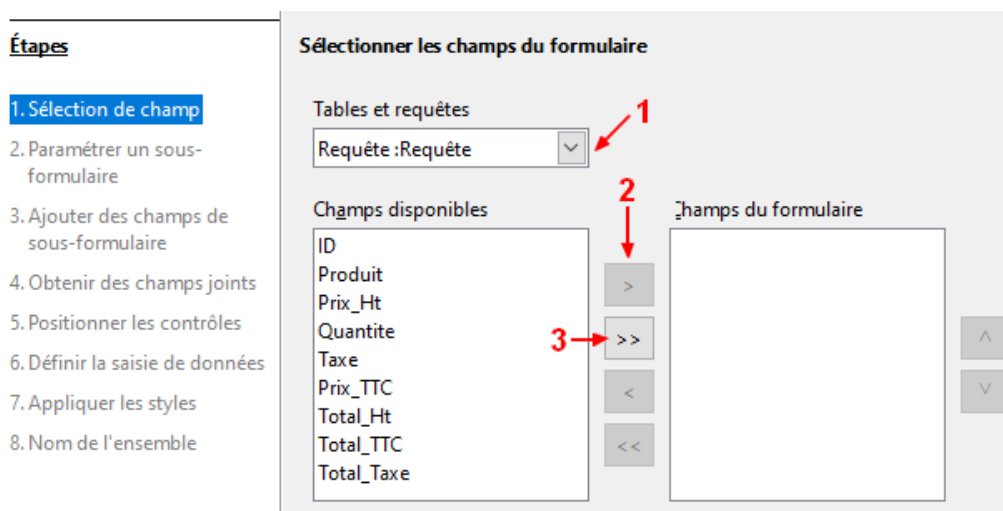 Étapes
1. Sélection de champ
2. Paramétrer un sous-
formulaire
3. Ajouter des champs de
sous-formulaire
4. Obtenir des champs joints
5. Positionner les contrôles
6. Définir la saisie de données
7. Appliquer les styles
8. Nom de l'ensemble
Sélectionner les champs du formulaire
Tables et requêtes
1
Requête :Requête
2
Champs disponibles
Champs du formulaire
ID
Produit
Prix_Ht
Quantite
Taxe
Prix_TTC
Total_Ht
Total_TTC
Total_Taxe
>
3
>>
<
<<